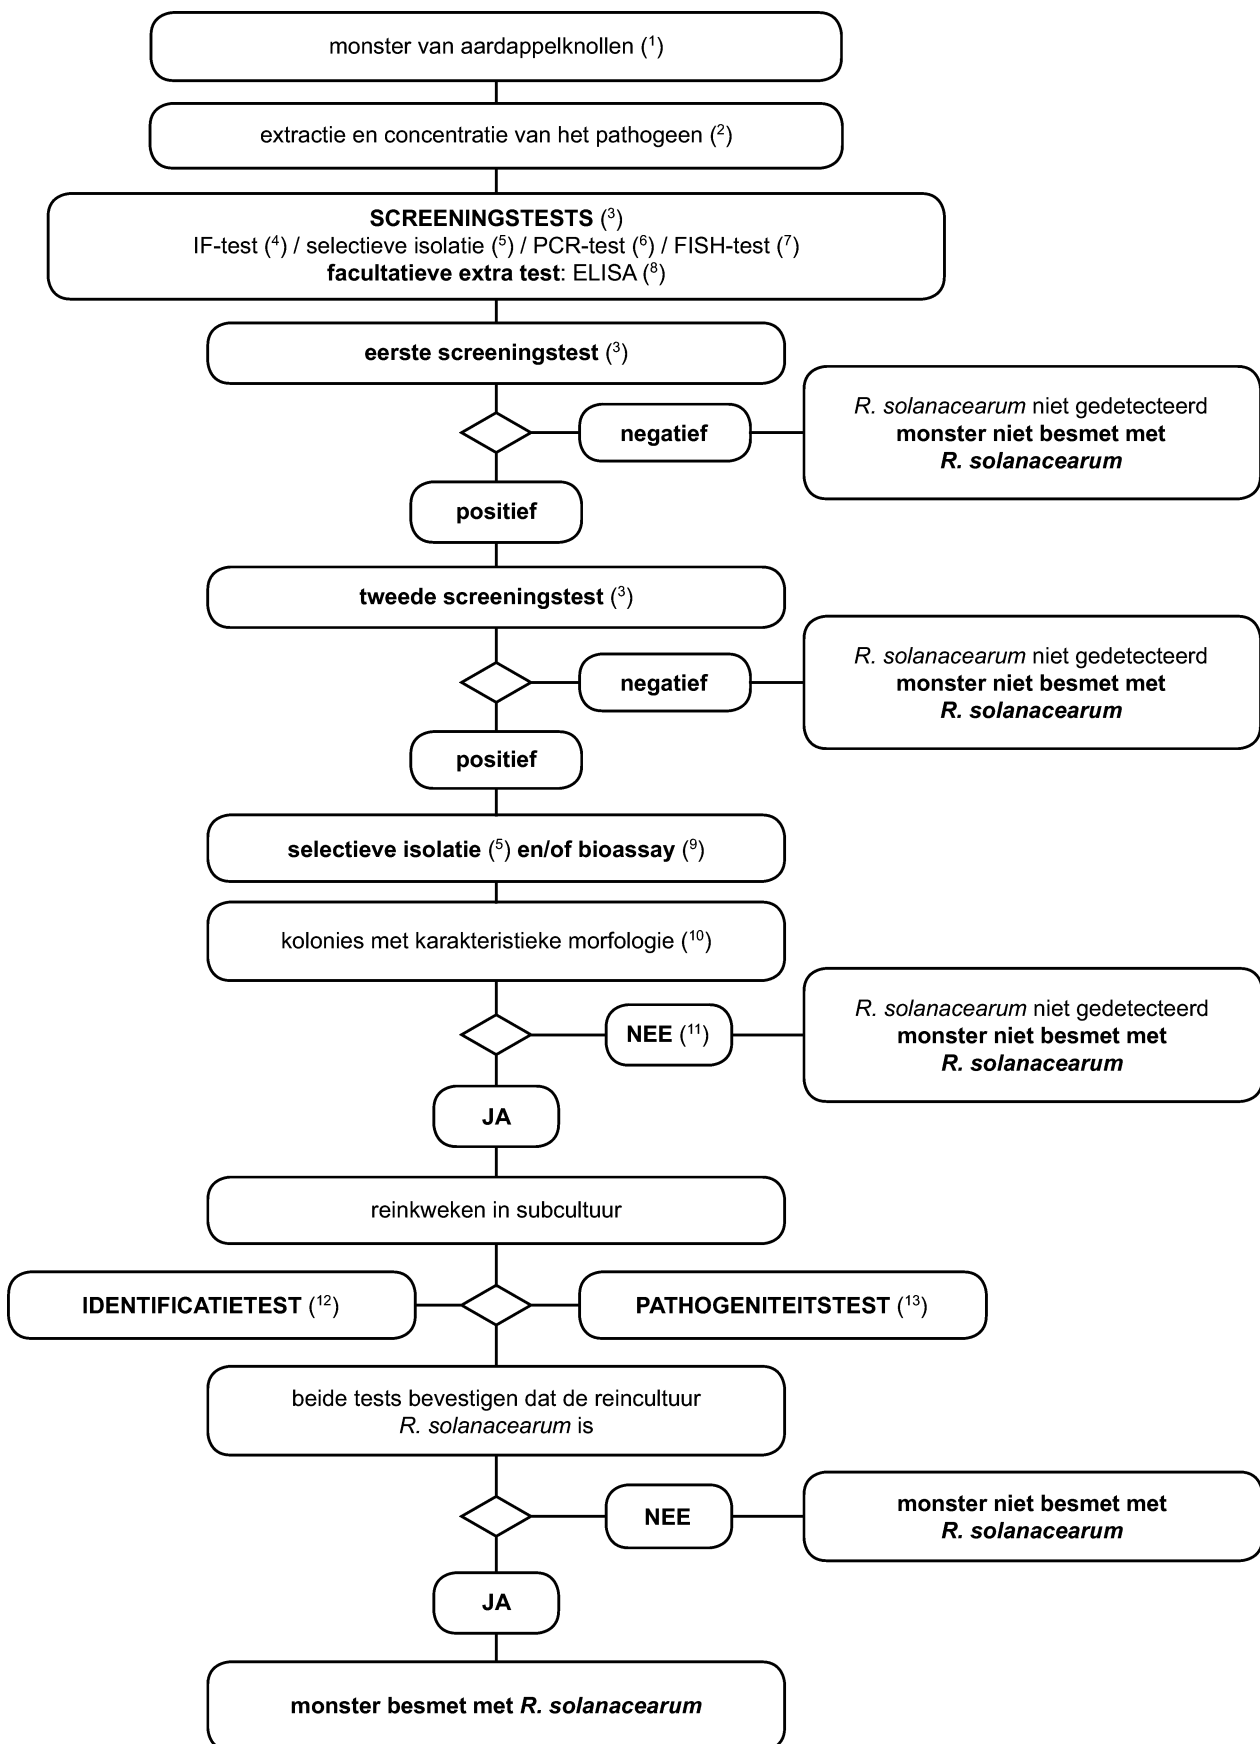 monster van aardappelknollen (¹)
extractie en concentratie van het pathogeen (²)
SCREENINGSTESTS (³)
IF-test (⁴) / selectieve isolatie (⁵) / PCR-test (⁶) / FISH-test (⁷)
facultatieve extra test: ELISA (⁸)
eerste screeningstest (³)
negatief
R. solanacearum niet gedetecteerd
monster niet besmet met
R. solanacearum
positief
tweede screeningstest (³)
negatief
R. solanacearum niet gedetecteerd
monster niet besmet met
R. solanacearum
positief
selectieve isolatie (⁵) en/of bioassay (⁹)
kolonies met karakteristieke morfologie (¹⁰)
NEE (¹¹)
R. solanacearum niet gedetecteerd
monster niet besmet met
R. solanacearum
JA
reinkweken in subcultuur
IDENTIFICATIETEST (¹²)
PATHOGENITEITSTEST (¹³)
beide tests bevestigen dat de reincultuur
R. solanacearum is
NEE
monster niet besmet met
R. solanacearum
JA
monster besmet met R. solanacearum